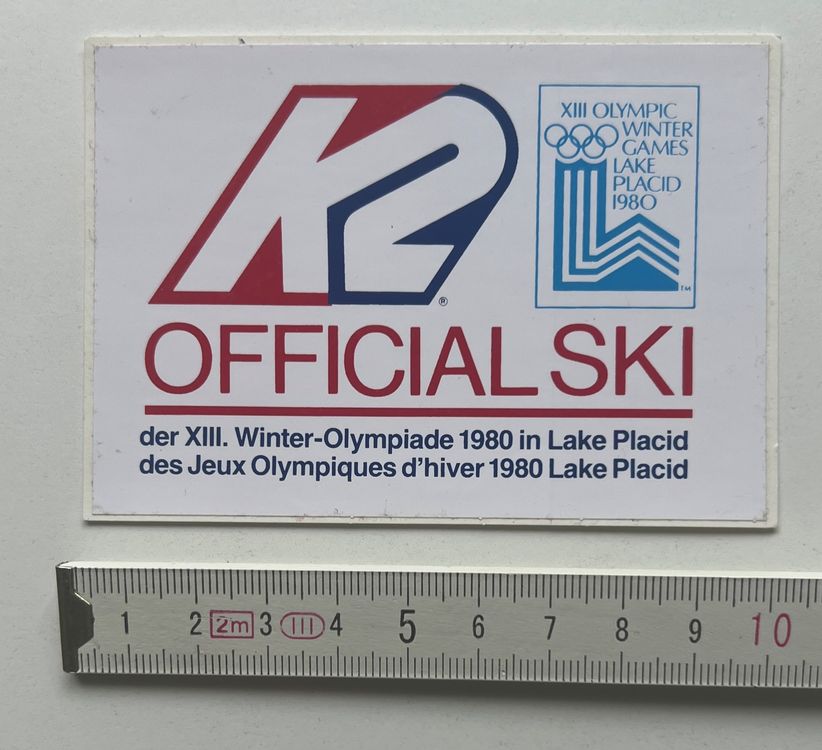 K2
®
XIII OLYMPIC
WINTER
GAMES
LAKE
PLACID
1980
TM
OFFICIAL SKI
der XIII. Winter-Olympiade 1980 in Lake Placid
des Jeux Olympiques d'hiver 1980 Lake Placid
1 2 2m 3 III 4 5 6 7 8 9 10